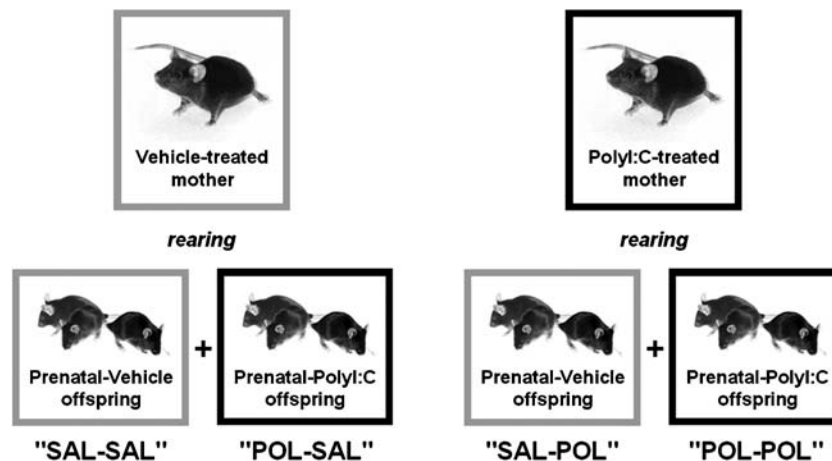 Vehicle-treated
mother
PolyI:C-treated
mother
rearing
rearing
Prenatal-Vehicle
offspring
+
Prenatal-PolyI:C
offspring
Prenatal-Vehicle
offspring
+
Prenatal-PolyI:C
offspring
"SAL-SAL"
"POL-SAL"
"SAL-POL"
"POL-POL"